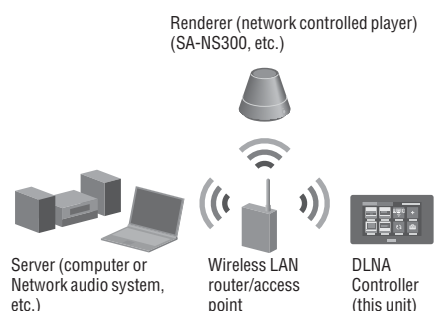 Renderer (network controlled player)
(SA-NS300, etc.)
Server (computer or
Network audio system,
etc.)
Wireless LAN
router/access
point
DLNA
Controller
(this unit)